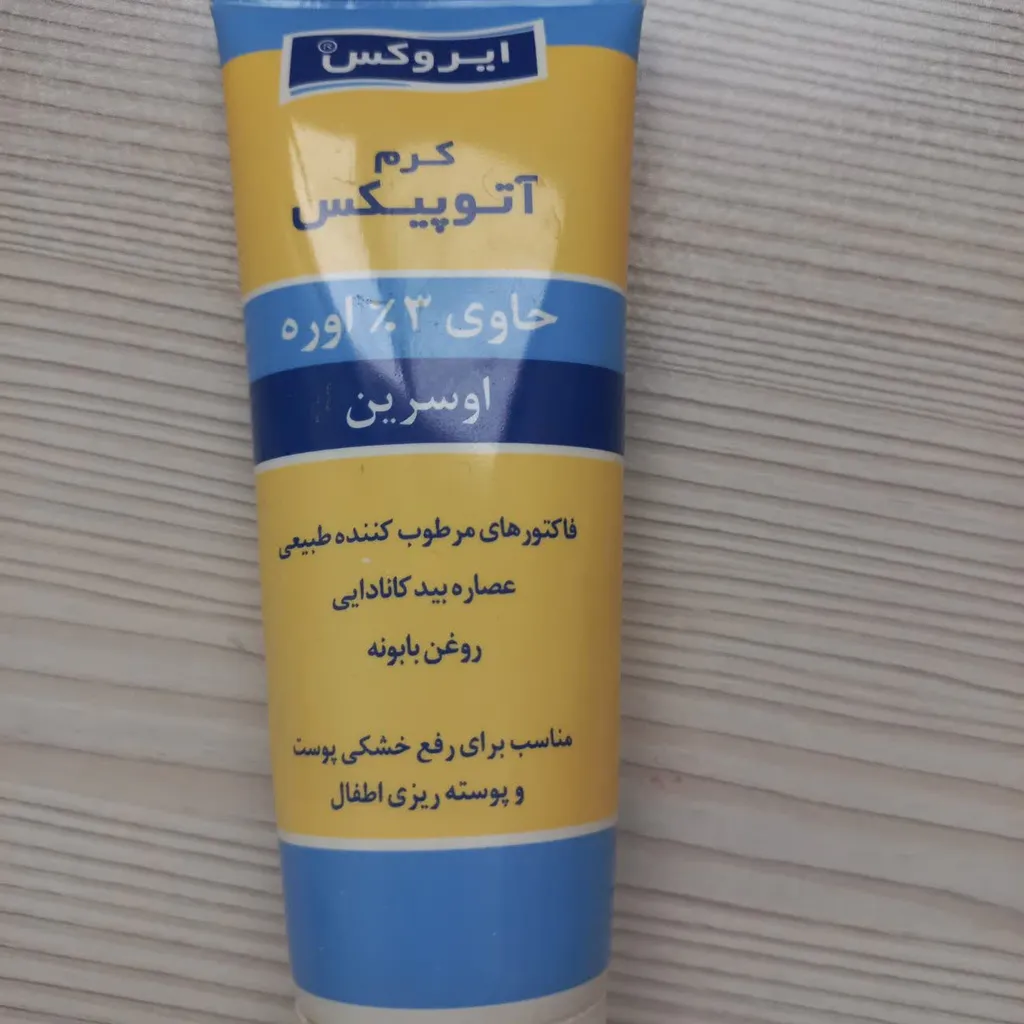 ایروکس®
کرم
آتوپیکس
حاوی ۳٪ اوره
اوسرین
فاکتورهای مرطوب کننده طبیعی
عصاره بید کانادایی
روغن بابونه
مناسب برای رفع خشکی پوست
و پوسته ریزی اطفال